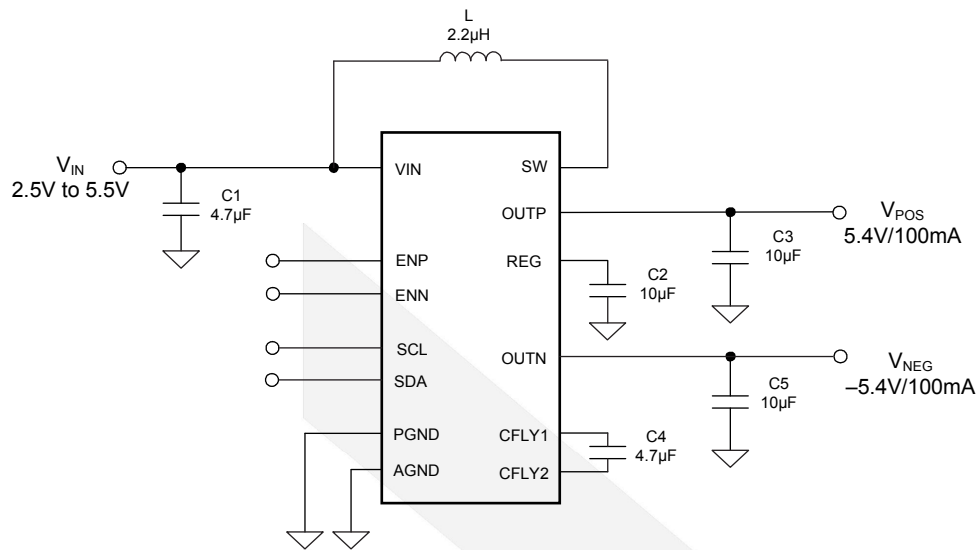 L
2.2µH
VIN
2.5V to 5.5V
C1
4.7µF
VIN
SW
OUTP
VPOS
5.4V/100mA
C3
10µF
ENP
REG
C2
10µF
ENN
SCL
OUTN
VNEG
–5.4V/100mA
SDA
C5
10µF
PGND
CFLY1
C4
4.7µF
AGND
CFLY2